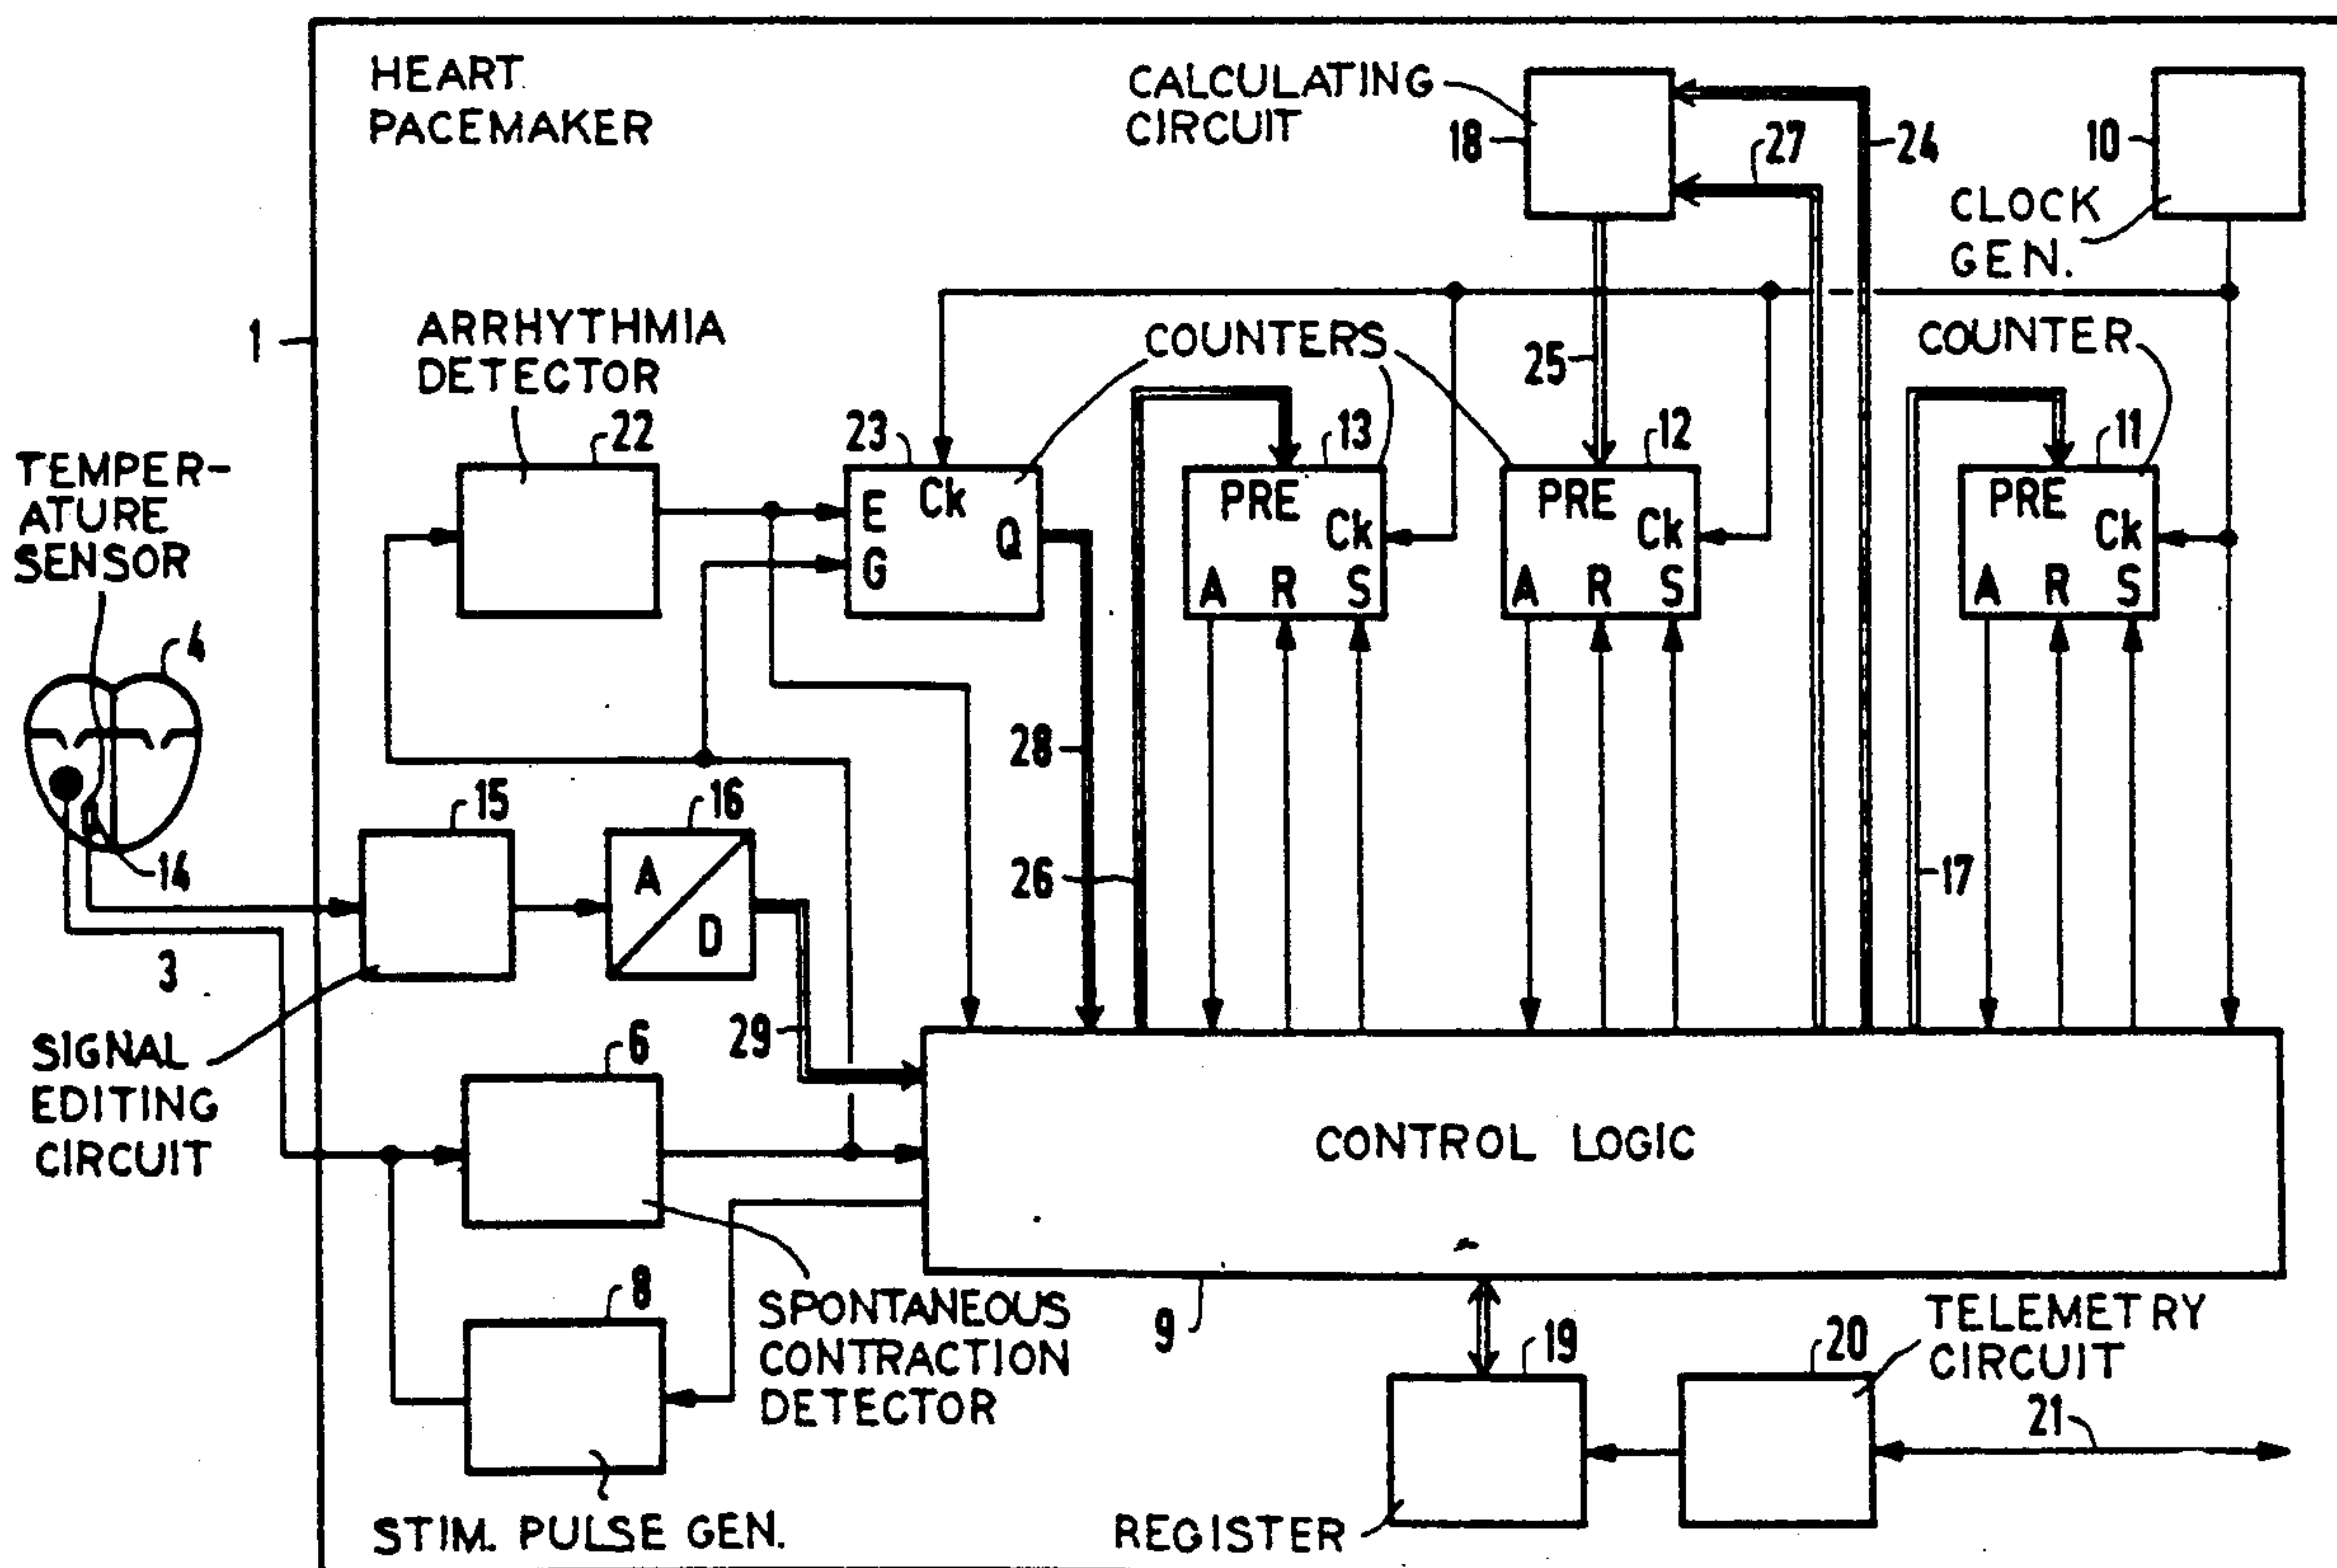 HEART
PACEMAKER
CALCULATING
CIRCUIT
18
27
24
10
CLOCK
GEN.
1
ARRHYTHMIA
DETECTOR
22
23
COUNTERS
25
13
12
COUNTER
11
TEMPER-
ATURE
SENSOR
E Ck
G Q
PRE
Ck
A R S
PRE
Ck
A R S
PRE
Ck
A R S
4
14
3
15
16
A
D
28
26
17
29
SIGNAL
EDITING
CIRCUIT
6
CONTROL LOGIC
8
SPONTANEOUS
CONTRACTION
DETECTOR
9
19
20
TELEMETRY
CIRCUIT
21
STIM. PULSE GEN.
REGISTER